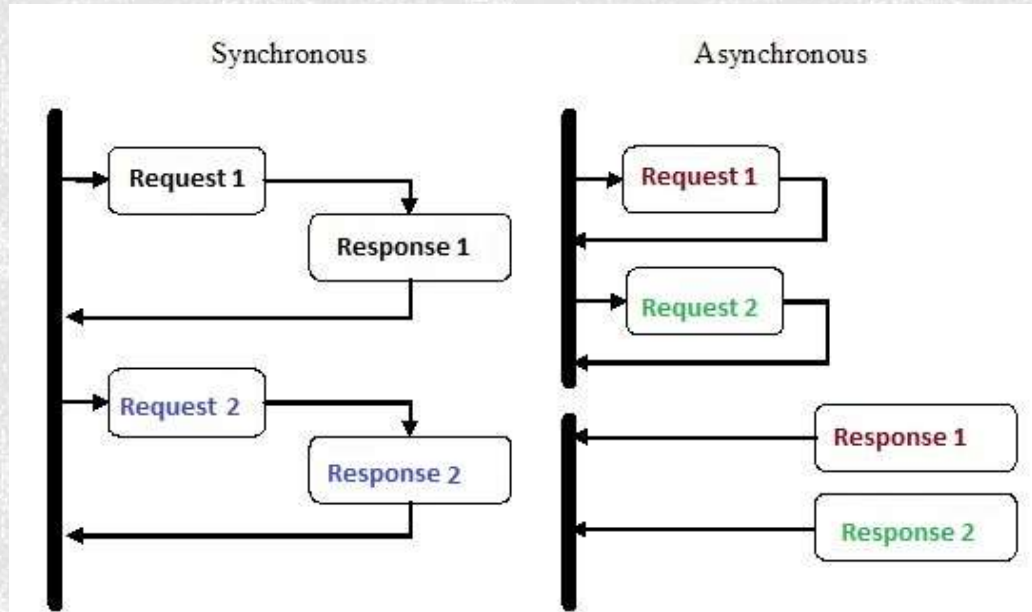 Synchronous
Request 1
Response 1
Request 2
Response 2
Asynchronous
Request 1
Request 2
Response 1
Response 2